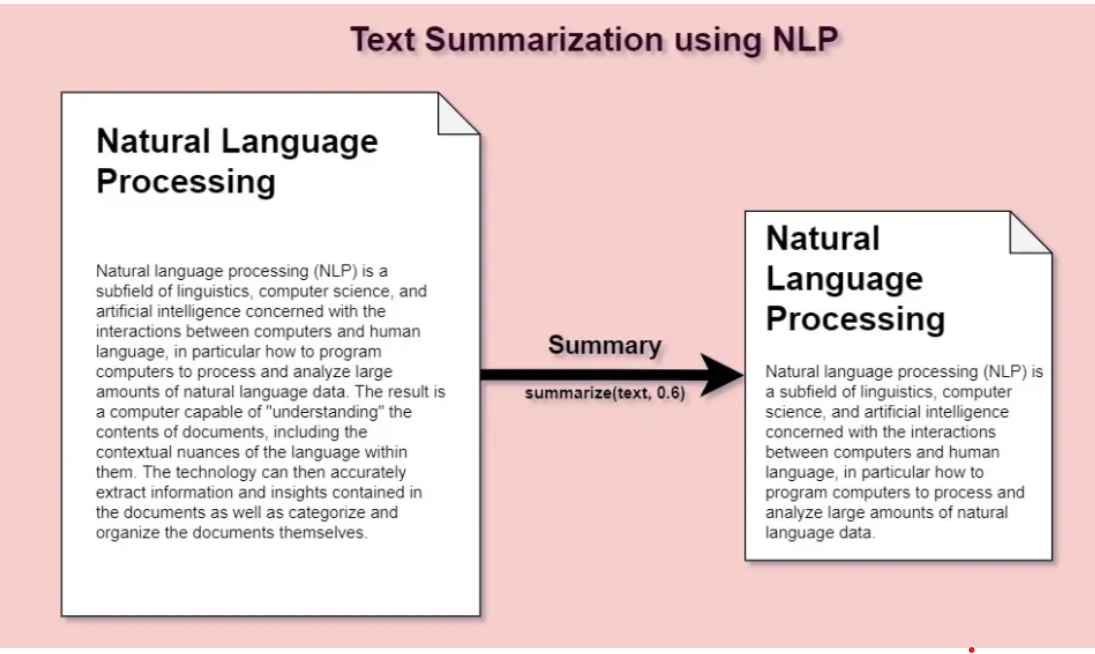 Text Summarization using NLP
Natural Language
Processing
Natural language processing (NLP) is a
subfield of linguistics, computer science, and
artificial intelligence concerned with the
interactions between computers and human
language, in particular how to program
computers to process and analyze large
amounts of natural language data. The result is
a computer capable of "understanding" the
contents of documents, including the
contextual nuances of the language within
them. The technology can then accurately
extract information and insights contained in
the documents as well as categorize and
organize the documents themselves.
Summary
summarize(text, 0.6)
Natural
Language
Processing
Natural language processing (NLP) is
a subfield of linguistics, computer
science, and artificial intelligence
concerned with the interactions
between computers and human
language, in particular how to
program computers to process and
analyze large amounts of natural
language data.